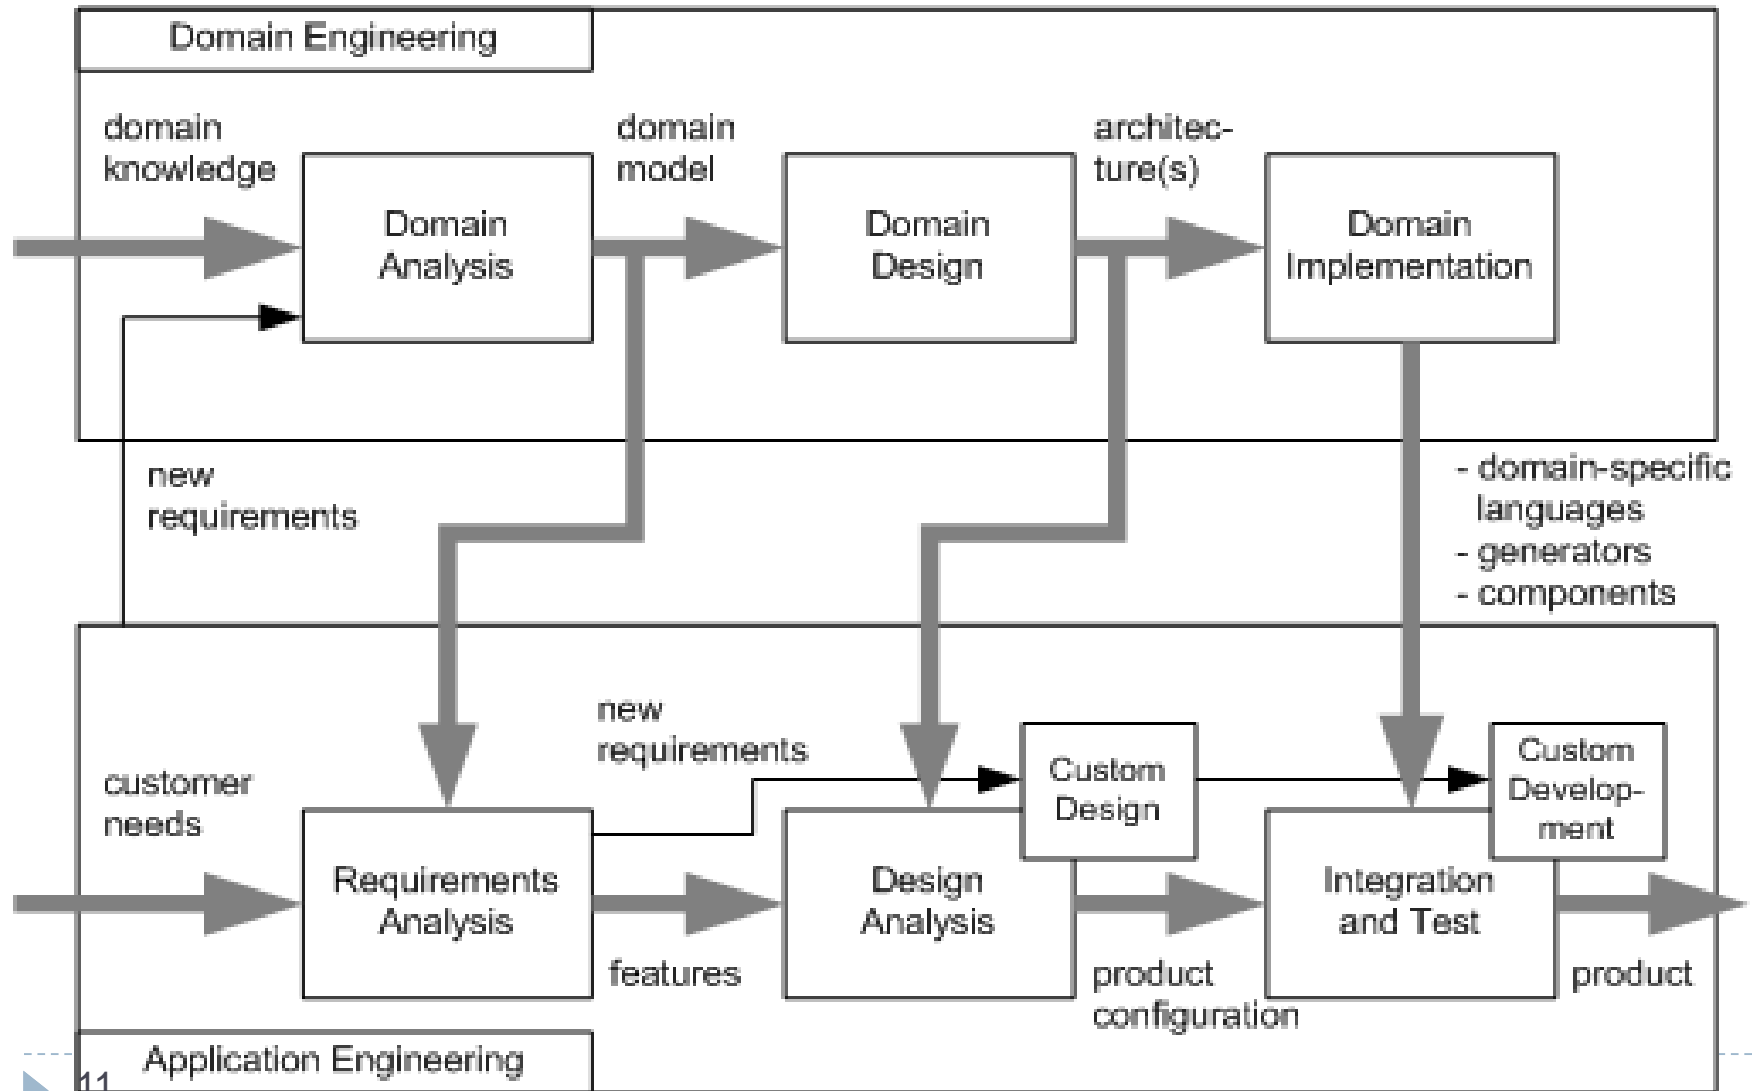 Domain Engineering
domain
knowledge
domain
model
architec-
ture(s)
Domain
Analysis
Domain
Design
Domain
Implementation
new
requirements
- domain-specific
languages
- generators
- components
new
requirements
customer
needs
Custom
Design
Custom
Develop-
ment
Requirements
Analysis
Design
Analysis
Integration
and Test
features
product
configuration
product
Application Engineering
11